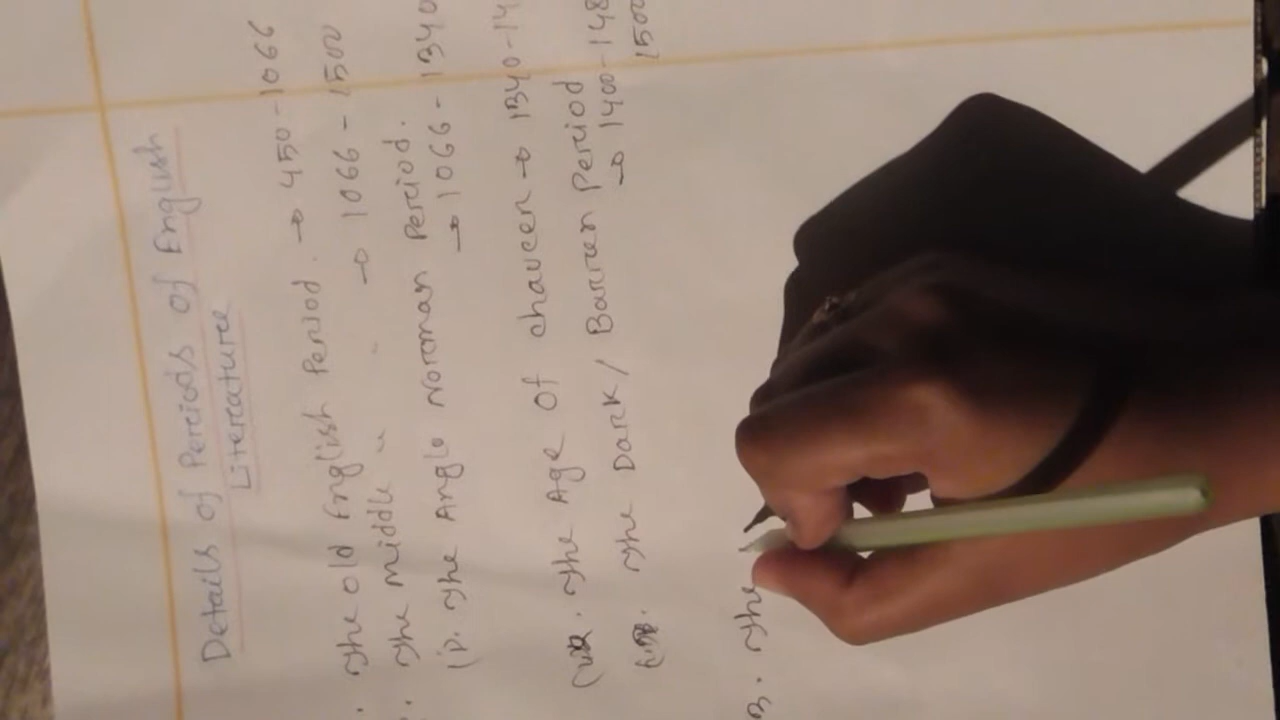 Details of Periods of English
Literature
. The old English Period. → 450-1066
. The middle " " → 1066-1500
(P. The Anglo Norman Period.
→ 1066-1340
. The Age of chaucer → 1340-14
. The Dark/ Barren Period
→ 1400-148
1500
3. The